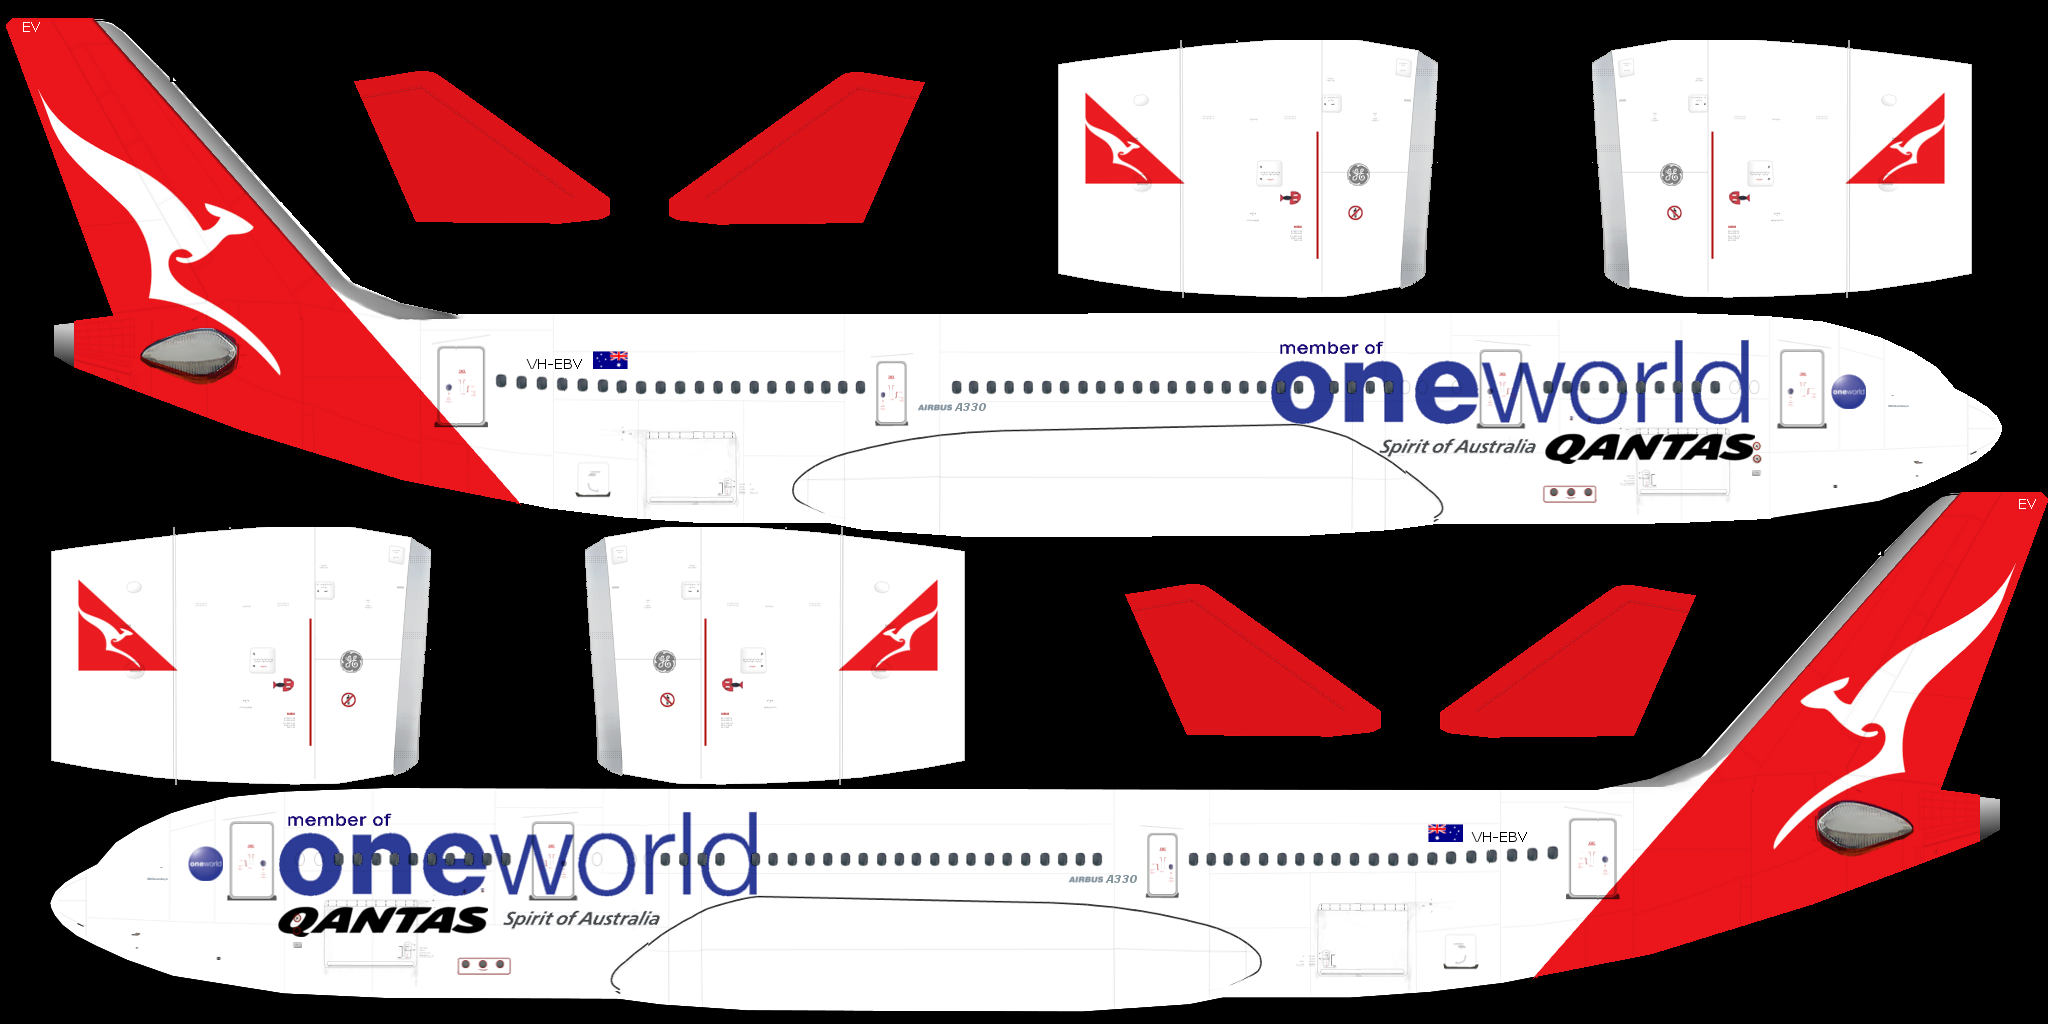 EV
member of
oneworld
VH-EBV
oneworld
AIRBUS A330
Spirit of Australia QANTAS
EV
member of
oneworld
VH-EBV
oneworld
AIRBUS A330
QANTAS Spirit of Australia